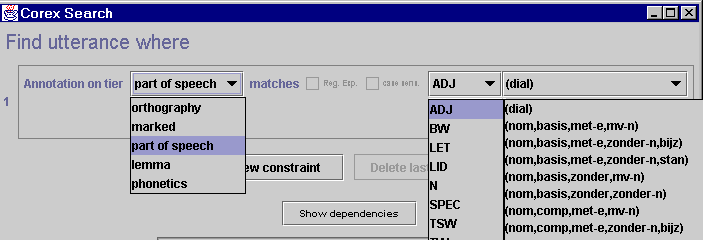 Corex Search
Find utterance where
1 Annotation on tier part of speech matches Reg. Exp. case sens. ADJ (dial)
orthography
marked
part of speech
lemma
phonetics
ADJ
BW
LET
LID
N
SPEC
TSW
(dial)
(nom,basis,met-e,mv-n)
(nom,basis,met-e,zonder-n,bijz)
(nom,basis,met-e,zonder-n,stan)
(nom,basis,zonder,mv-n)
(nom,basis,zonder,zonder-n)
(nom,comp,met-e,mv-n)
(nom,comp,met-e,zonder-n,bijz)
ew constraint
Delete las
Show dependencies